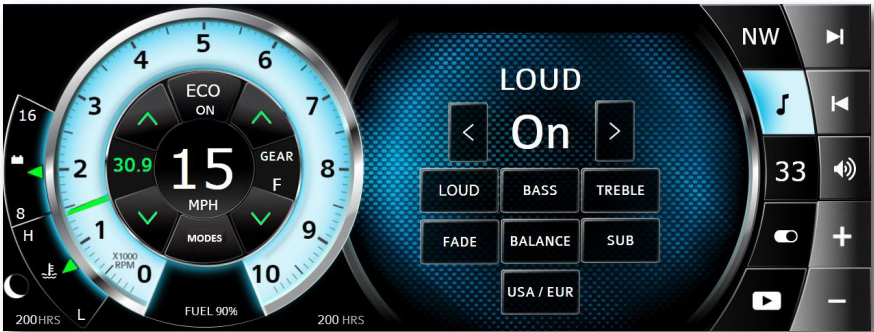 16
8
H
L
200 HRS
0
1
2
3
4
5
6
7
8
9
10
X1000
RPM
ECO
ON
30.9
15
MPH
GEAR
F
MODES
FUEL 90%
200 HRS
LOUD
< On >
LOUD BASS TREBLE
FADE BALANCE SUB
USA / EUR
NW
33
+
−